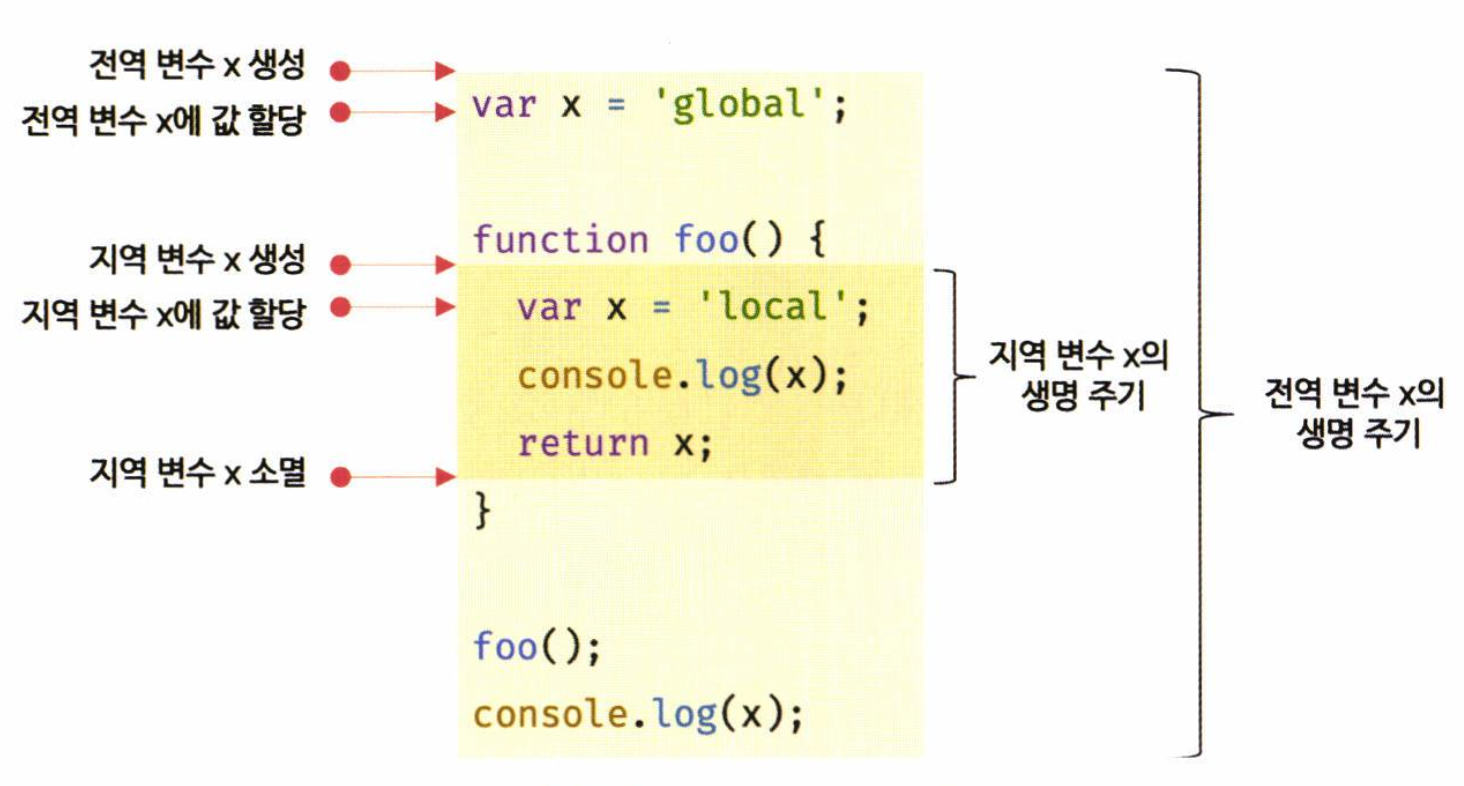 전역 변수 x 생성
전역 변수 x에 값 할당
var x = 'global';
function foo() {
지역 변수 x 생성
지역 변수 x에 값 할당
var x = 'local';
console.log(x);
return x;
지역 변수 x 소멸
}
foo();
console.log(x);
지역 변수 x의
생명 주기
전역 변수 x의
생명 주기